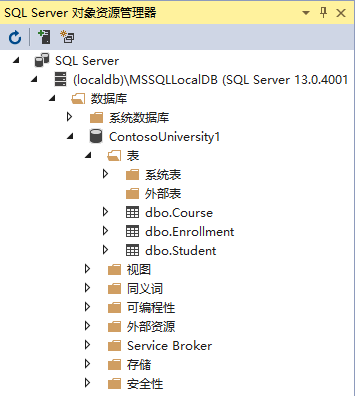 SQL Server 对象资源管理器
SQL Server
(localdb)\MSSQLLocalDB (SQL Server 13.0.4001
数据库
系统数据库
ContosoUniversity1
表
系统表
外部表
dbo.Course
dbo.Enrollment
dbo.Student
视图
同义词
可编程性
外部资源
Service Broker
存储
安全性